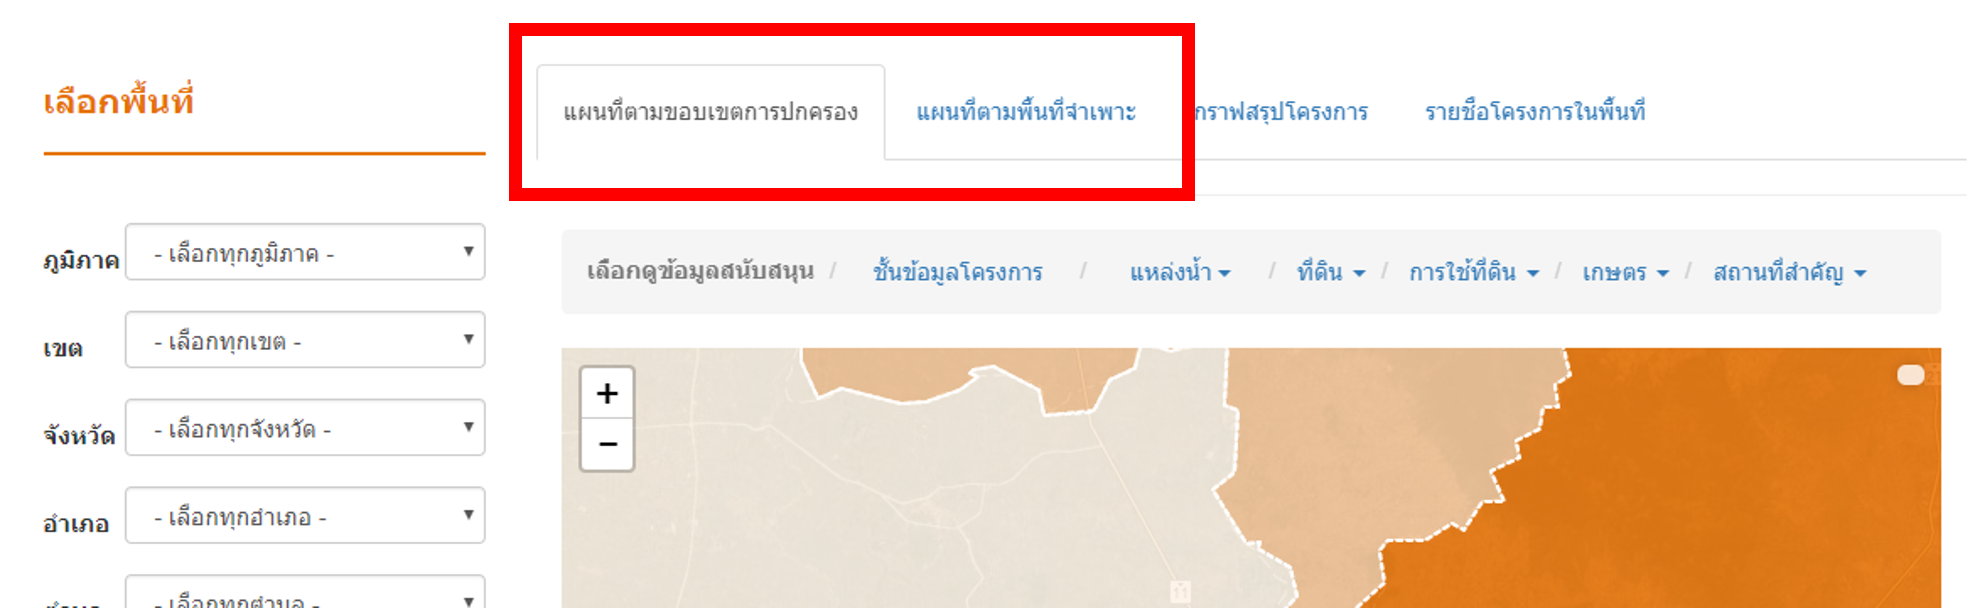 เลือกพื้นที่
แผนที่ตามขอบเขตการปกครอง แผนที่ตามพื้นที่จำเพาะ กราฟสรุปโครงการ รายชื่อโครงการในพื้นที่
ภูมิภาค - เลือกทุกภูมิภาค -
เขต - เลือกทุกเขต -
จังหวัด - เลือกทุกจังหวัด -
อำเภอ - เลือกทุกอำเภอ -
- เลือกทุกตำบล -
เลือกดูข้อมูลสนับสนุน / ชั้นข้อมูลโครงการ / แหล่งน้ำ / ที่ดิน / การใช้ที่ดิน / เกษตร / สถานที่สำคัญ
+
−
11